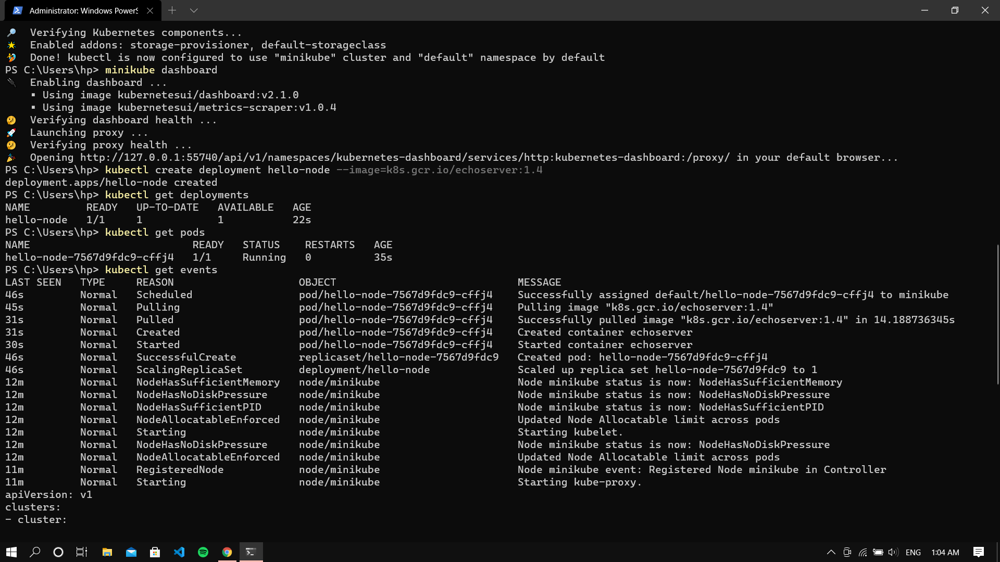 Administrator: Windows PowerS
Verifying Kubernetes components...
Enabled addons: storage-provisioner, default-storageclass
Done! kubectl is now configured to use "minikube" cluster and "default" namespace by default
PS C:\Users\hp> minikube dashboard
Enabling dashboard ...
▪ Using image kubernetesui/dashboard:v2.1.0
▪ Using image kubernetesui/metrics-scraper:v1.0.4
Verifying dashboard health ...
Launching proxy ...
Verifying proxy health ...
Opening http://127.0.0.1:55740/api/v1/namespaces/kubernetes-dashboard/services/http:kubernetes-dashboard:/proxy/ in your default browser...
PS C:\Users\hp> kubectl create deployment hello-node --image=k8s.gcr.io/echoserver:1.4
deployment.apps/hello-node created
PS C:\Users\hp> kubectl get deployments
NAME READY UP-TO-DATE AVAILABLE AGE
hello-node 1/1 1 1 22s
PS C:\Users\hp> kubectl get pods
NAME READY STATUS RESTARTS AGE
hello-node-7567d9fdc9-cffj4 1/1 Running 0 35s
PS C:\Users\hp> kubectl get events
LAST SEEN TYPE REASON OBJECT MESSAGE
46s Normal Scheduled pod/hello-node-7567d9fdc9-cffj4 Successfully assigned default/hello-node-7567d9fdc9-cffj4 to minikube
45s Normal Pulling pod/hello-node-7567d9fdc9-cffj4 Pulling image "k8s.gcr.io/echoserver:1.4"
31s Normal Pulled pod/hello-node-7567d9fdc9-cffj4 Successfully pulled image "k8s.gcr.io/echoserver:1.4" in 14.188736345s
31s Normal Created pod/hello-node-7567d9fdc9-cffj4 Created container echoserver
30s Normal Started pod/hello-node-7567d9fdc9-cffj4 Started container echoserver
46s Normal SuccessfulCreate replicaset/hello-node-7567d9fdc9 Created pod: hello-node-7567d9fdc9-cffj4
46s Normal ScalingReplicaSet deployment/hello-node Scaled up replica set hello-node-7567d9fdc9 to 1
12m Normal NodeHasSufficientMemory node/minikube Node minikube status is now: NodeHasSufficientMemory
12m Normal NodeHasNoDiskPressure node/minikube Node minikube status is now: NodeHasNoDiskPressure
12m Normal NodeHasSufficientPID node/minikube Node minikube status is now: NodeHasSufficientPID
12m Normal NodeAllocatableEnforced node/minikube Updated Node Allocatable limit across pods
12m Normal Starting node/minikube Starting kubelet.
12m Normal NodeHasNoDiskPressure node/minikube Node minikube status is now: NodeHasNoDiskPressure
12m Normal NodeAllocatableEnforced node/minikube Updated Node Allocatable limit across pods
11m Normal RegisteredNode node/minikube Node minikube event: Registered Node minikube in Controller
11m Normal Starting node/minikube Starting kube-proxy.
apiVersion: v1
clusters:
- cluster:
ENG 1:04 AM